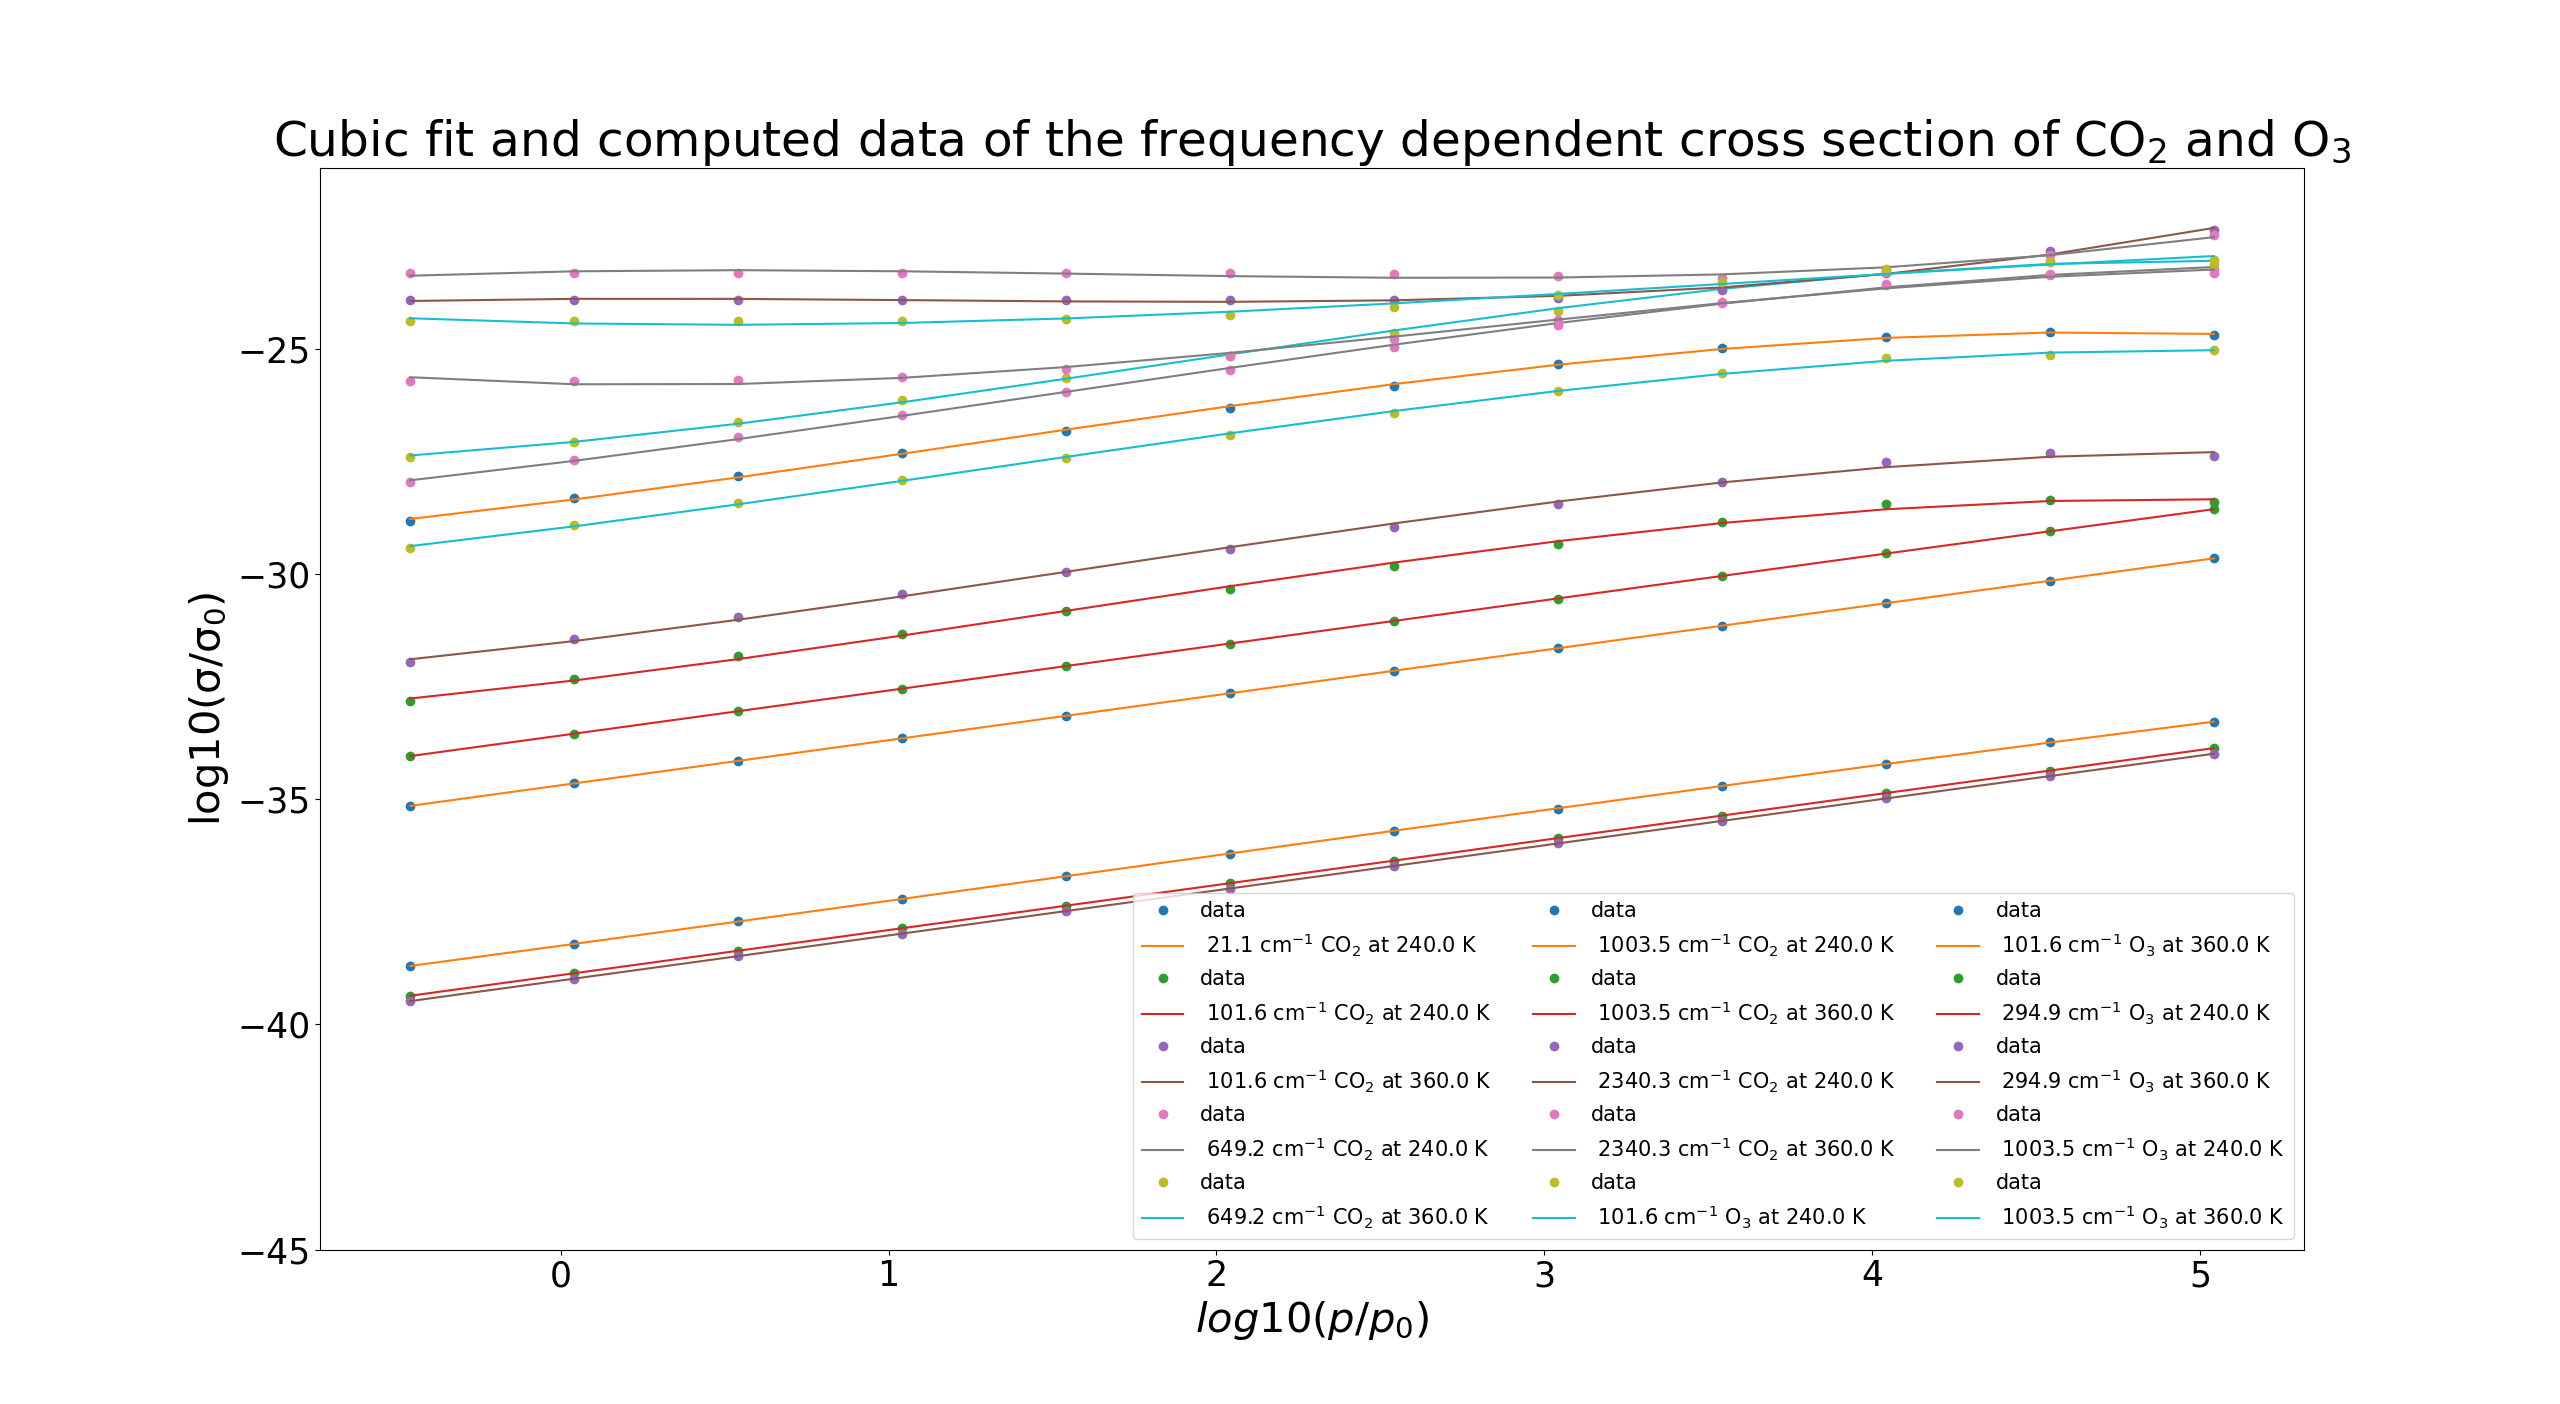 Cubic fit and computed data of the frequency dependent cross section of CO₂ and O₃
log10(σ/σ₀)
−25
−30
−35
−40
−45
data
21.1 cm⁻¹ CO₂ at 240.0 K
data
101.6 cm⁻¹ CO₂ at 240.0 K
data
101.6 cm⁻¹ CO₂ at 360.0 K
data
649.2 cm⁻¹ CO₂ at 240.0 K
data
649.2 cm⁻¹ CO₂ at 360.0 K
data
1003.5 cm⁻¹ CO₂ at 240.0 K
data
1003.5 cm⁻¹ CO₂ at 360.0 K
data
2340.3 cm⁻¹ CO₂ at 240.0 K
data
2340.3 cm⁻¹ CO₂ at 360.0 K
data
101.6 cm⁻¹ O₃ at 240.0 K
data
101.6 cm⁻¹ O₃ at 360.0 K
data
294.9 cm⁻¹ O₃ at 240.0 K
data
294.9 cm⁻¹ O₃ at 360.0 K
data
1003.5 cm⁻¹ O₃ at 240.0 K
data
1003.5 cm⁻¹ O₃ at 360.0 K
0 1 2 3 4 5
log10(p/p₀)